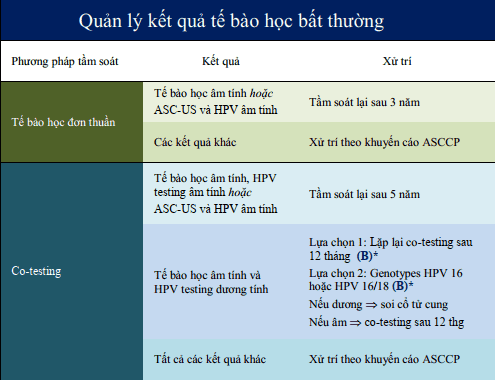 Quản lý kết quả tế bào học bất thường
Phương pháp tầm soát
Kết quả
Xử trí
Tế bào học đơn thuần
Tế bào học âm tính hoặc
ASC-US và HPV âm tính
Tầm soát lại sau 3 năm
Các kết quả khác
Xử trí theo khuyến cáo ASCCP
Co-testing
Tế bào học âm tính, HPV
testing âm tính hoặc
ASC-US và HPV âm tính
Tầm soát lại sau 5 năm
Tế bào học âm tính và
HPV testing dương tính
Lựa chọn 1: Lặp lại co-testing sau
12 tháng (B)*
Lựa chọn 2: Genotypes HPV 16
hoặc HPV 16/18 (B)*
Nếu dương ⇒ soi cổ tử cung
Nếu âm ⇒ co-testing sau 12 thg
Tất cả các kết quả khác
Xử trí theo khuyến cáo ASCCP